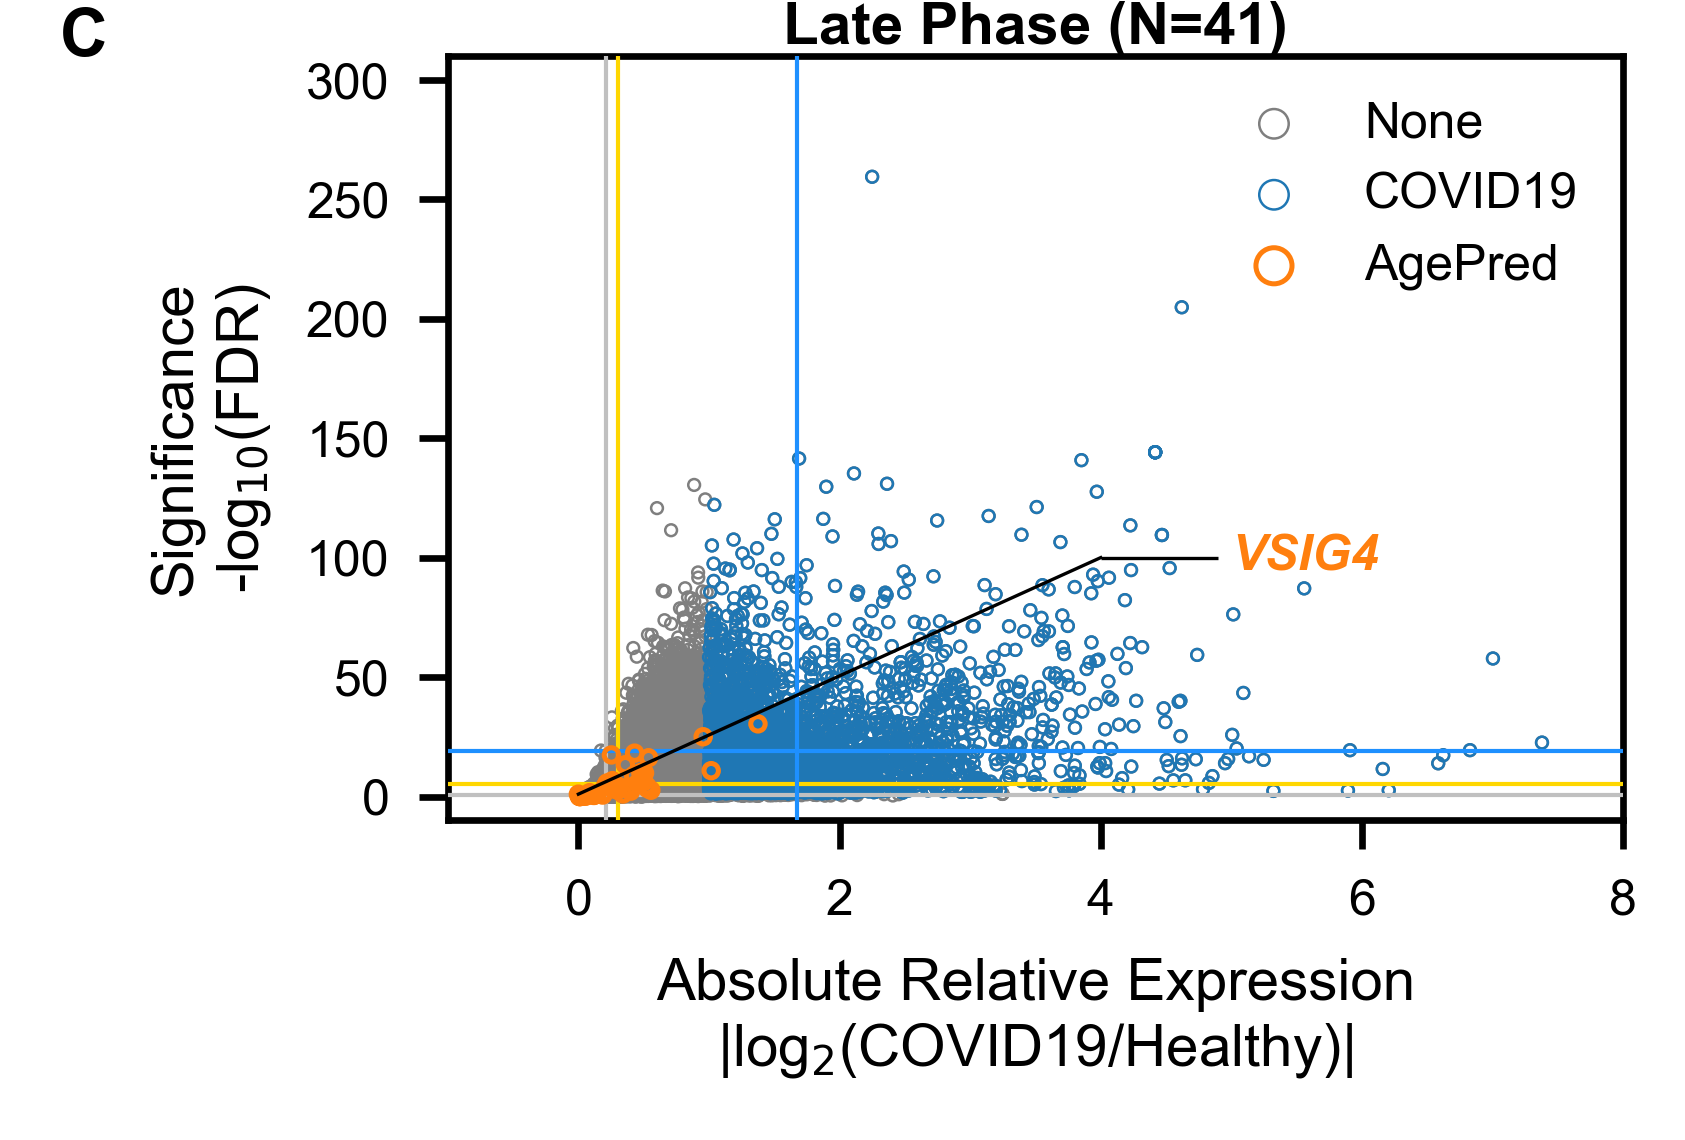 C
Late Phase (N=41)
300
250
200
150
100
50
0
Significance
-log10(FDR)
None
COVID19
AgePred
VSIG4
0 2 4 6 8
Absolute Relative Expression
|log2(COVID19/Healthy)|